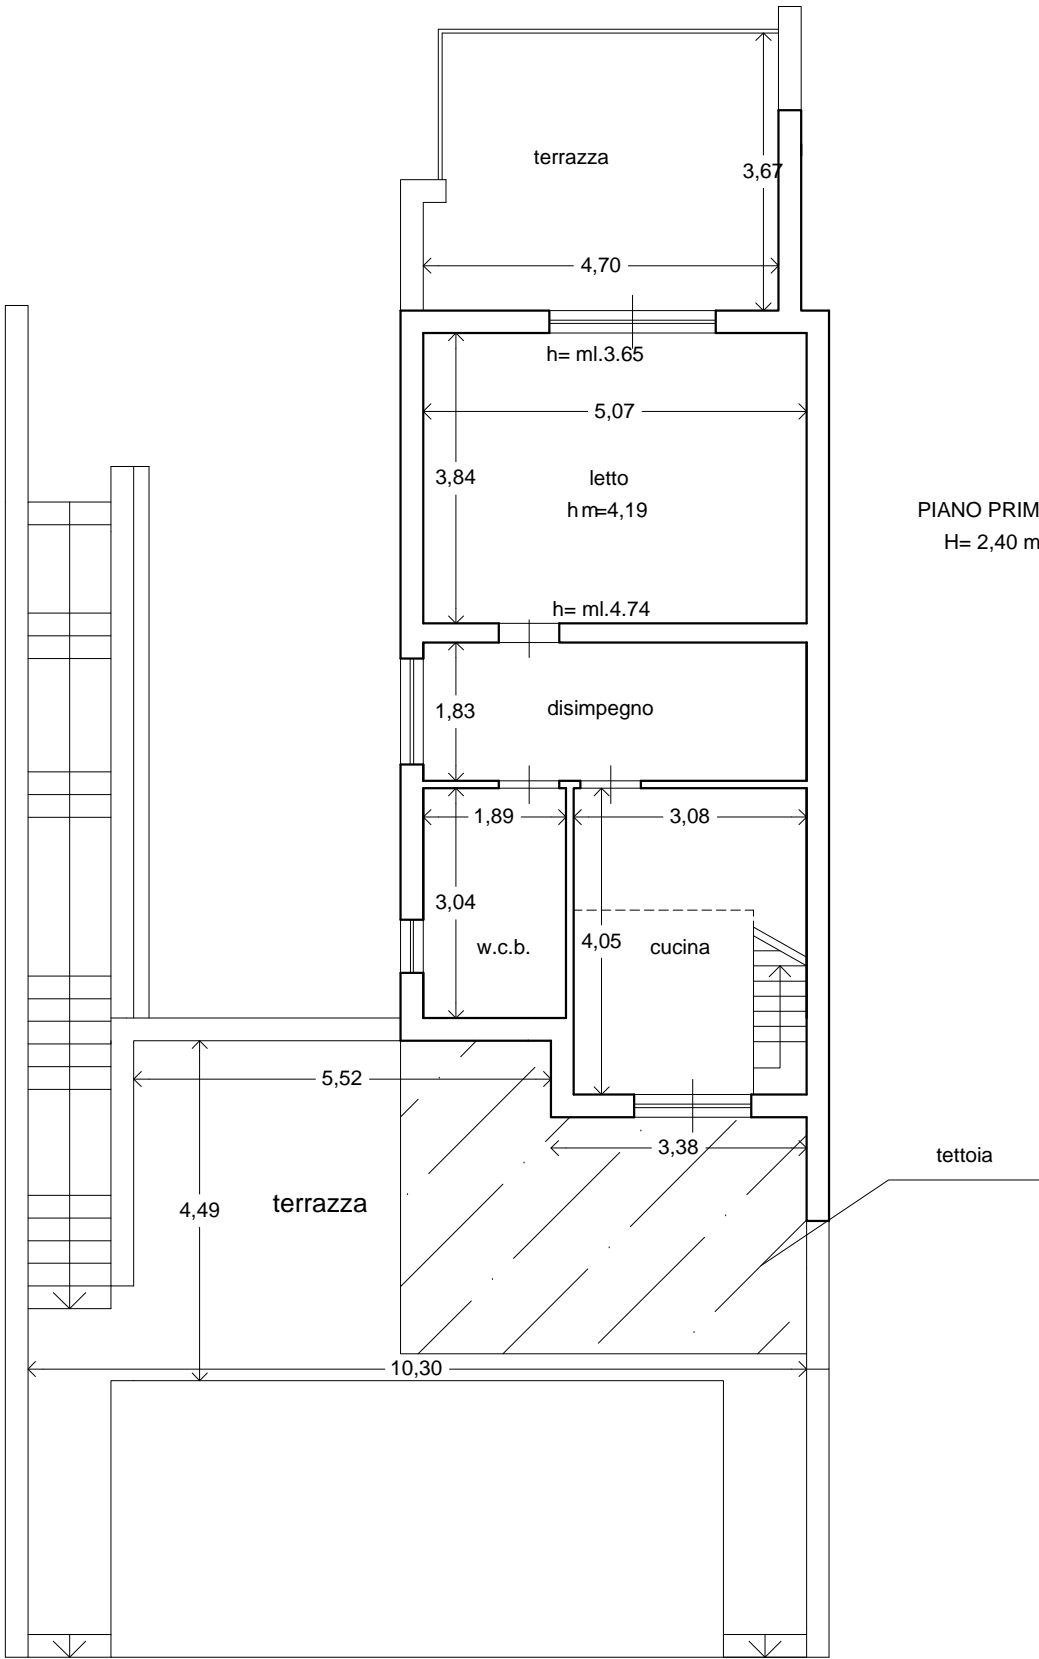 terrazza
3,67
4,70
h= ml.3.65
5,07
3,84
letto
hm=4,19
PIANO PRIM
H= 2,40 m
h= ml.4.74
1,83
disimpegno
1,89
3,08
3,04
4,05
cucina
w.c.b.
5,52
3,38
tettoia
4,49
terrazza
10,30